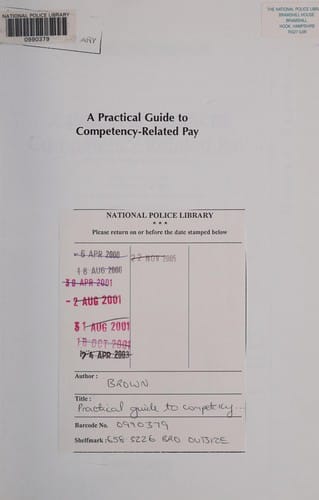 NATIONAL POLICE LIBRARY
0990379
ARY
THE NATIONAL POLICE LIBRARY
BRAMSHILL HOUSE
BRAMSHILL
HOOK, HAMPSHIRE
RG27 0JW
A Practical Guide to
Competency-Related Pay
NATIONAL POLICE LIBRARY
* * *
Please return on or before the date stamped below
- 5 APR 2000
22 NOV 2005
18 AUG 2000
30 APR 2001
- 2 AUG 2001
31 AUG 2001
18 OCT 2001
24 APR 2003
Author :
BROWN
Title :
Practical guide to competency...
Barcode No. 0990379
Shelfmark : 658 3226 BRO OUTSIZE